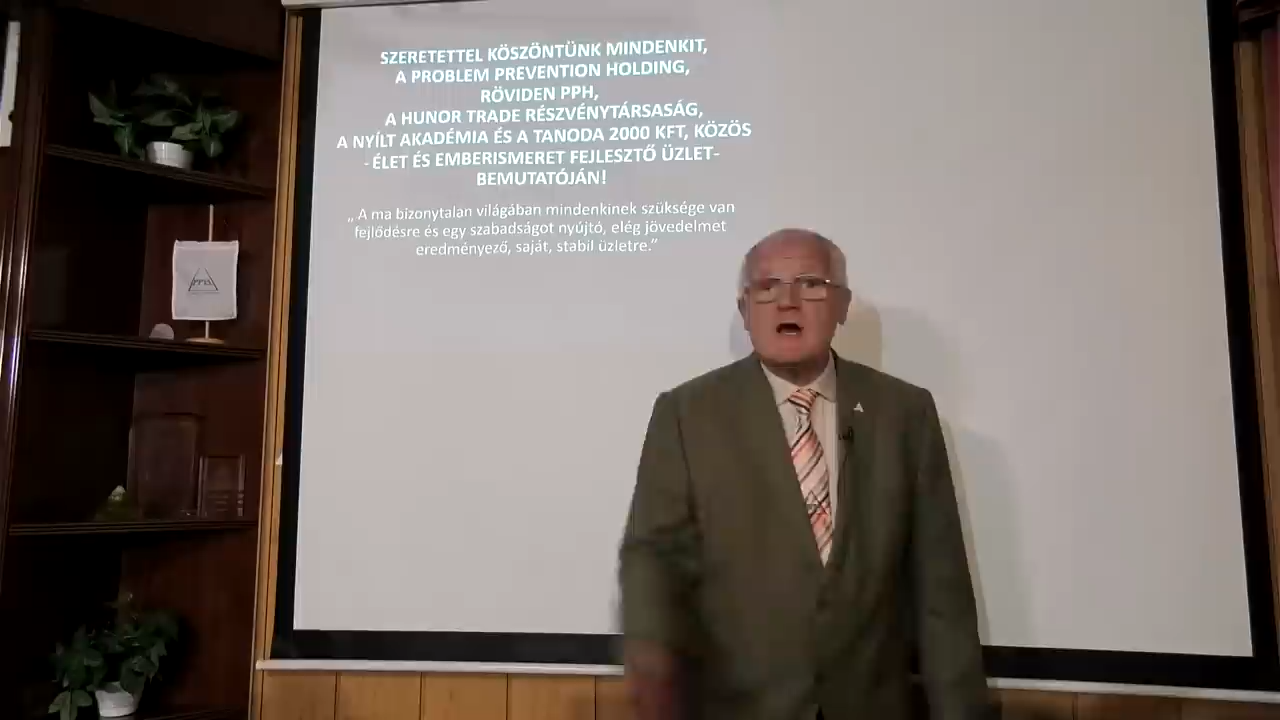 SZERETETTEL KÖSZÖNTÜNK MINDENKIT,
A PROBLEM PREVENTION HOLDING,
RÖVIDEN PPH,
A HUNOR TRADE RÉSZVÉNYTÁRSASÁG,
A NYÍLT AKADÉMIA ÉS A TANODA 2000 KFT, KÖZÖS
- ÉLET ÉS EMBERISMERET FEJLESZTŐ ÜZLET-
BEMUTATÓJÁN!
„ A ma bizonytalan világában mindenkinek szüksége van
fejlődésre és egy szabadságot nyújtó, elég jövedelmet
eredményező, saját, stabil üzletre.”